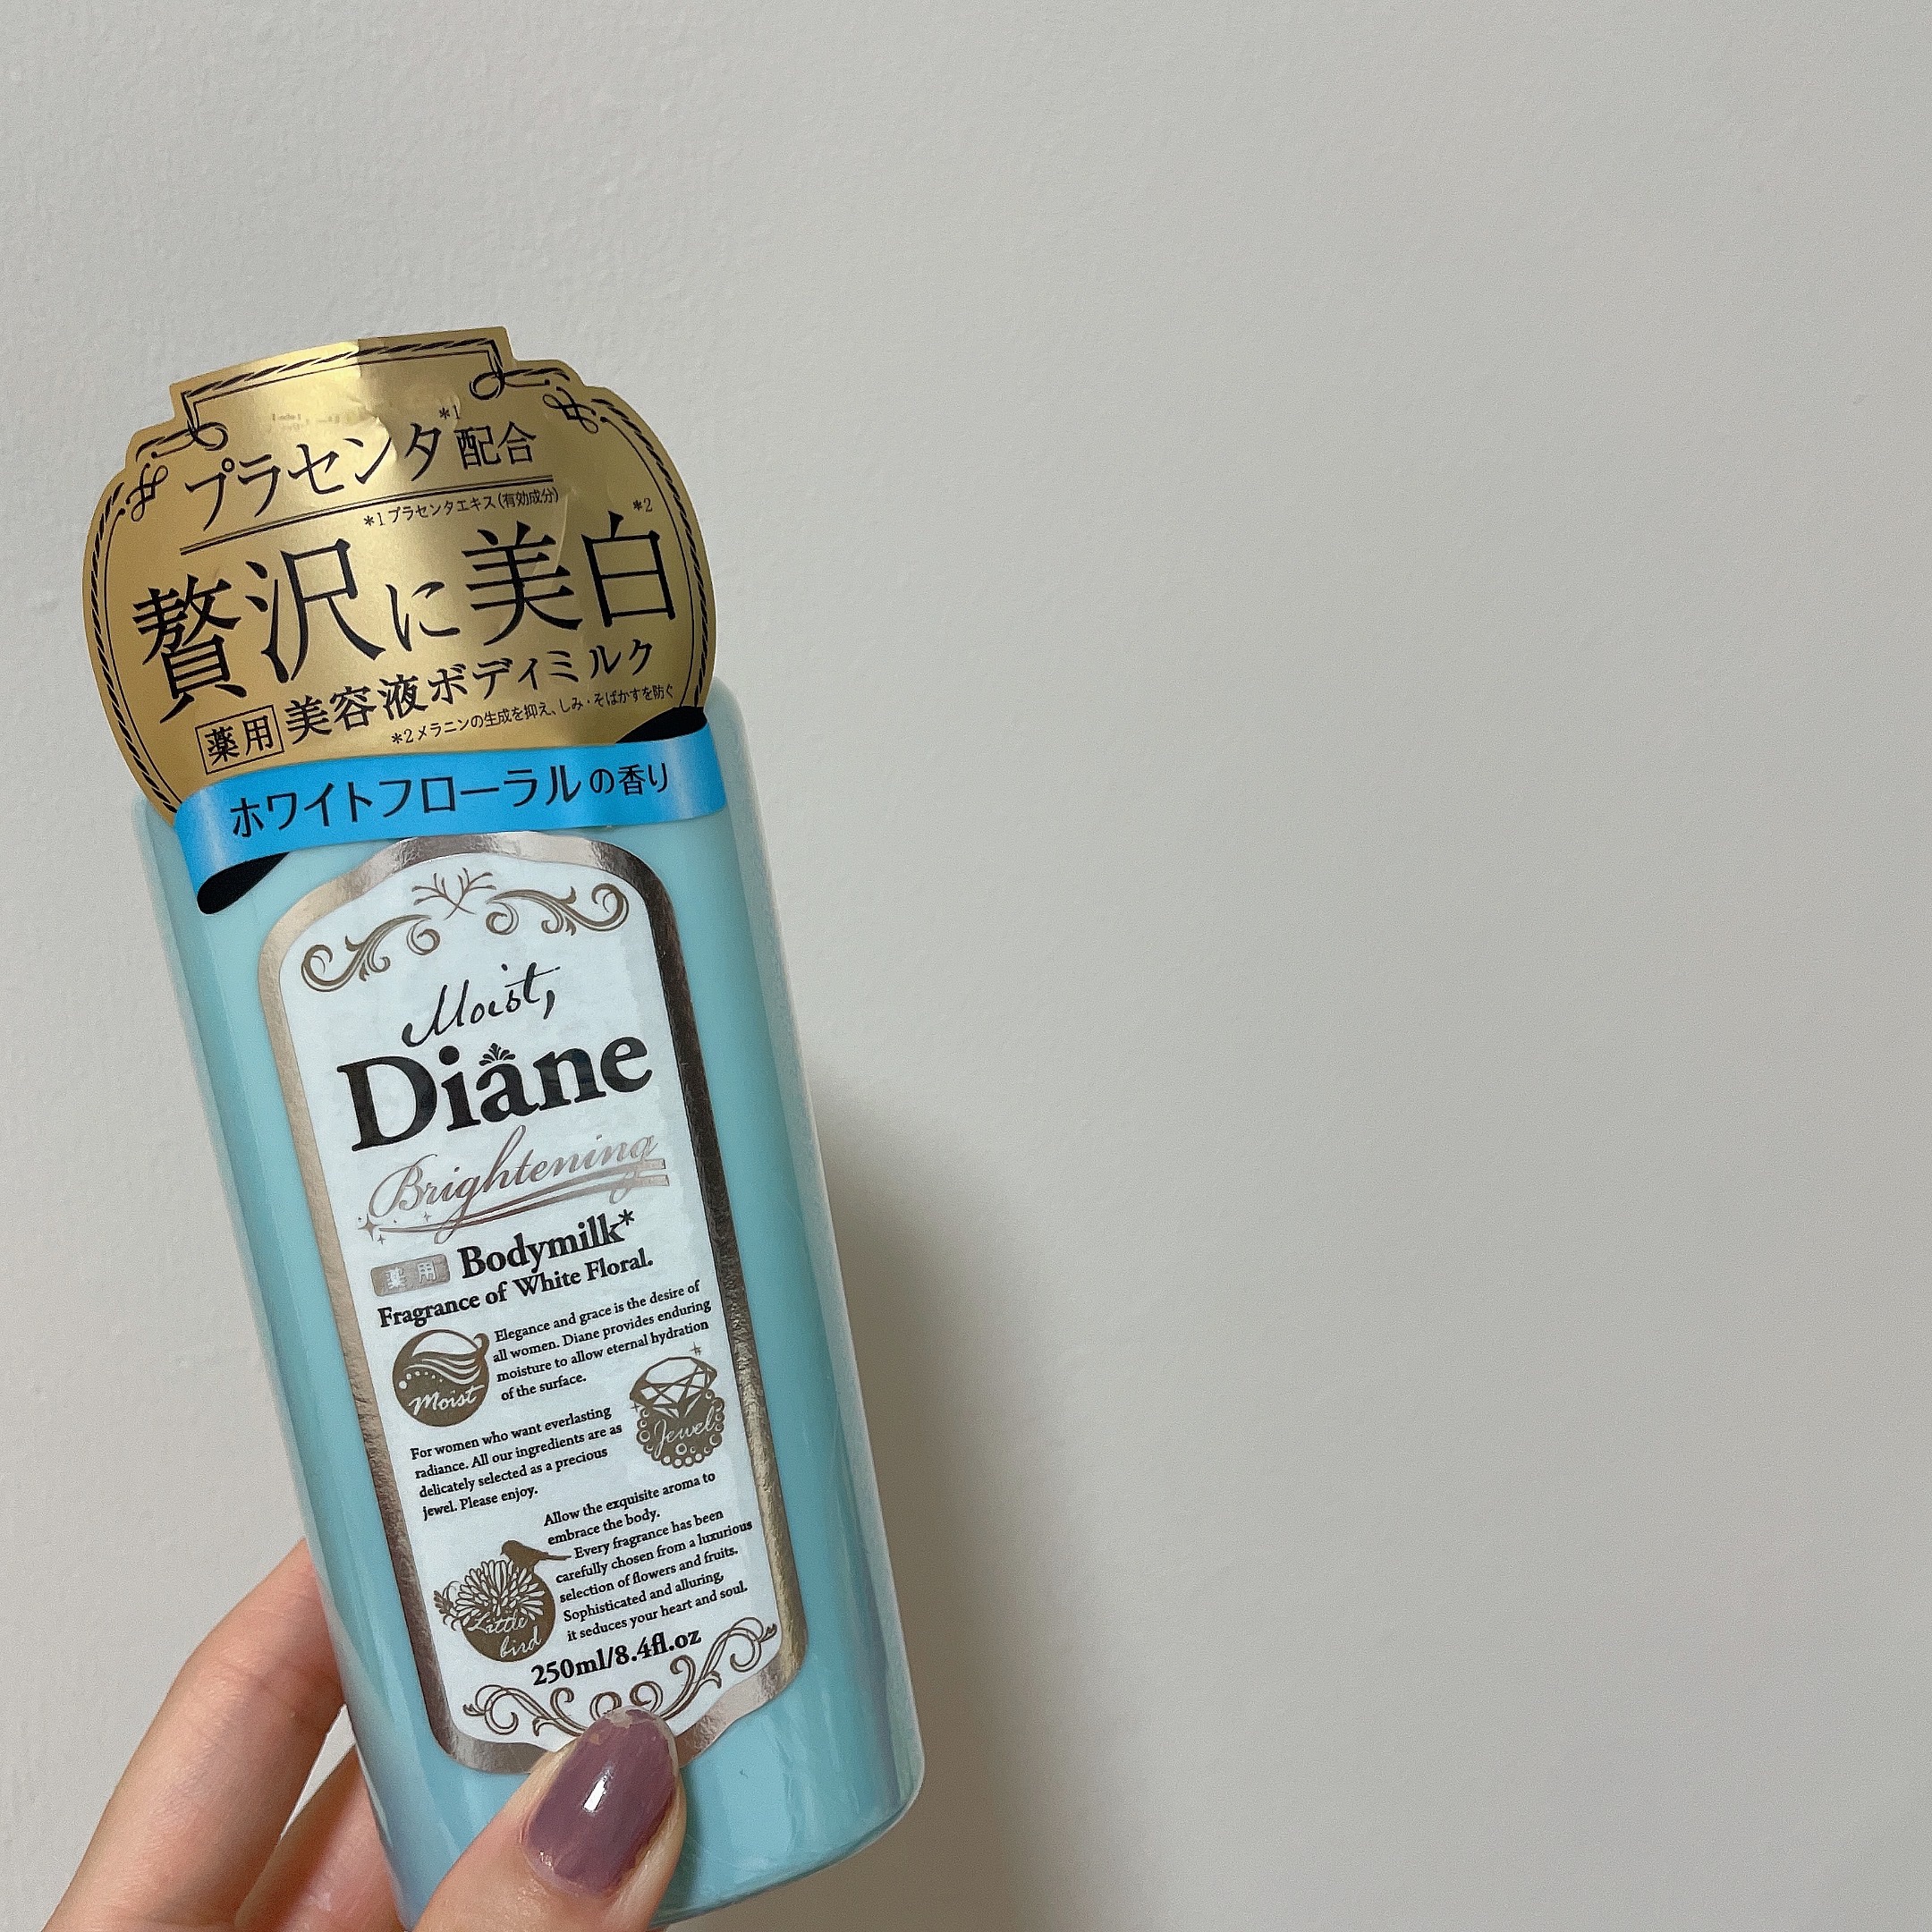 プラセンタ*1配合
*1 プラセンタエキス(有効成分)
贅沢に美白*2
薬用 美容液ボディミルク
*2メラニンの生成を抑え、しみ・そばかすを防ぐ
ホワイトフローラルの香り
Moist,
Diane
Brightening
薬用 Bodymilk*
Fragrance of White Floral.
Elegance and grace is the desire of
all women. Diane provides enduring
moisture to allow eternal hydration
of the surface.
Moist
For women who want everlasting
radiance. All our ingredients are as
delicately selected as a precious
jewel. Please enjoy.
Jewel
Allow the exquisite aroma to
embrace the body.
Every fragrance has been
carefully chosen from a luxurious
selection of flowers and fruits.
Sophisticated and alluring,
it seduces your heart and soul.
Little
bird
250ml/8.4fl.oz